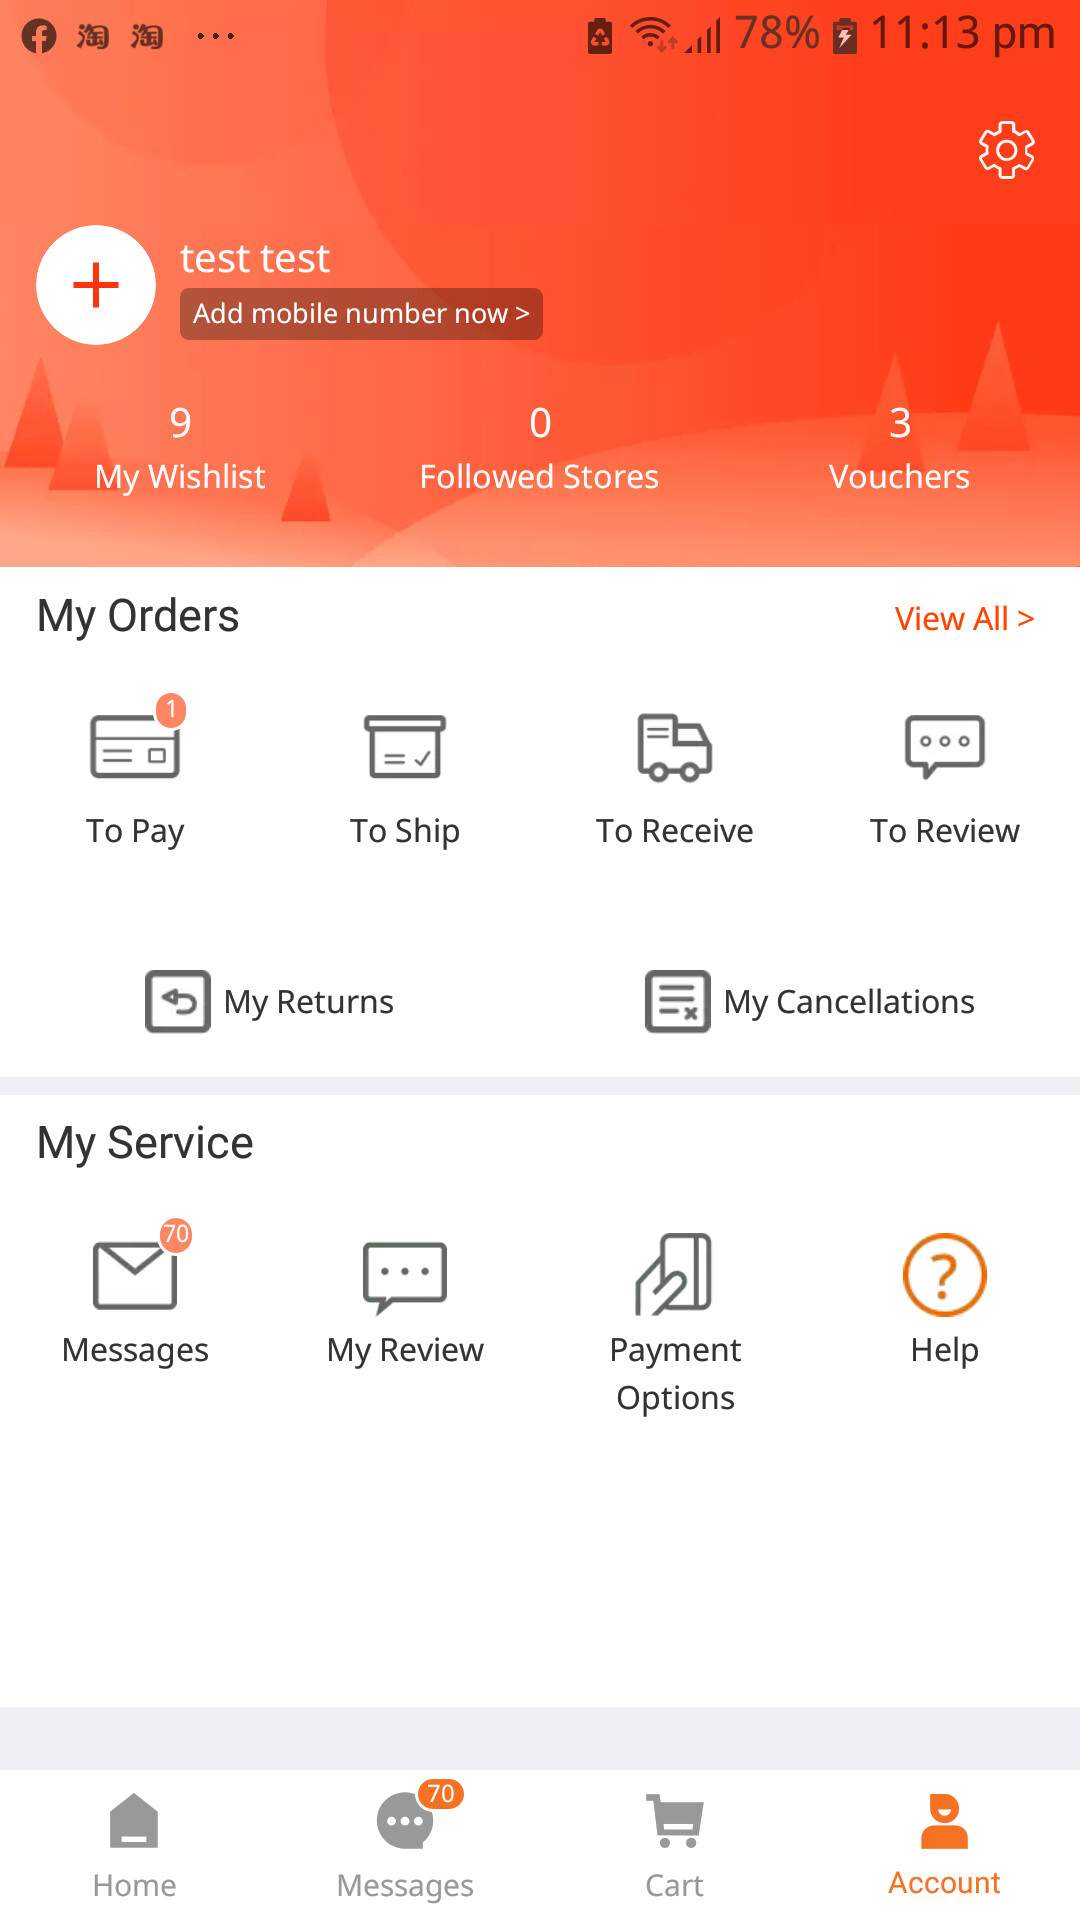 淘 淘 ... 78% 11:13 pm
test test
Add mobile number now >
9 0 3
My Wishlist Followed Stores Vouchers
My Orders View All >
1
To Pay To Ship To Receive To Review
My Returns My Cancellations
My Service
70
Messages My Review Payment Options Help
70
Home Messages Cart Account